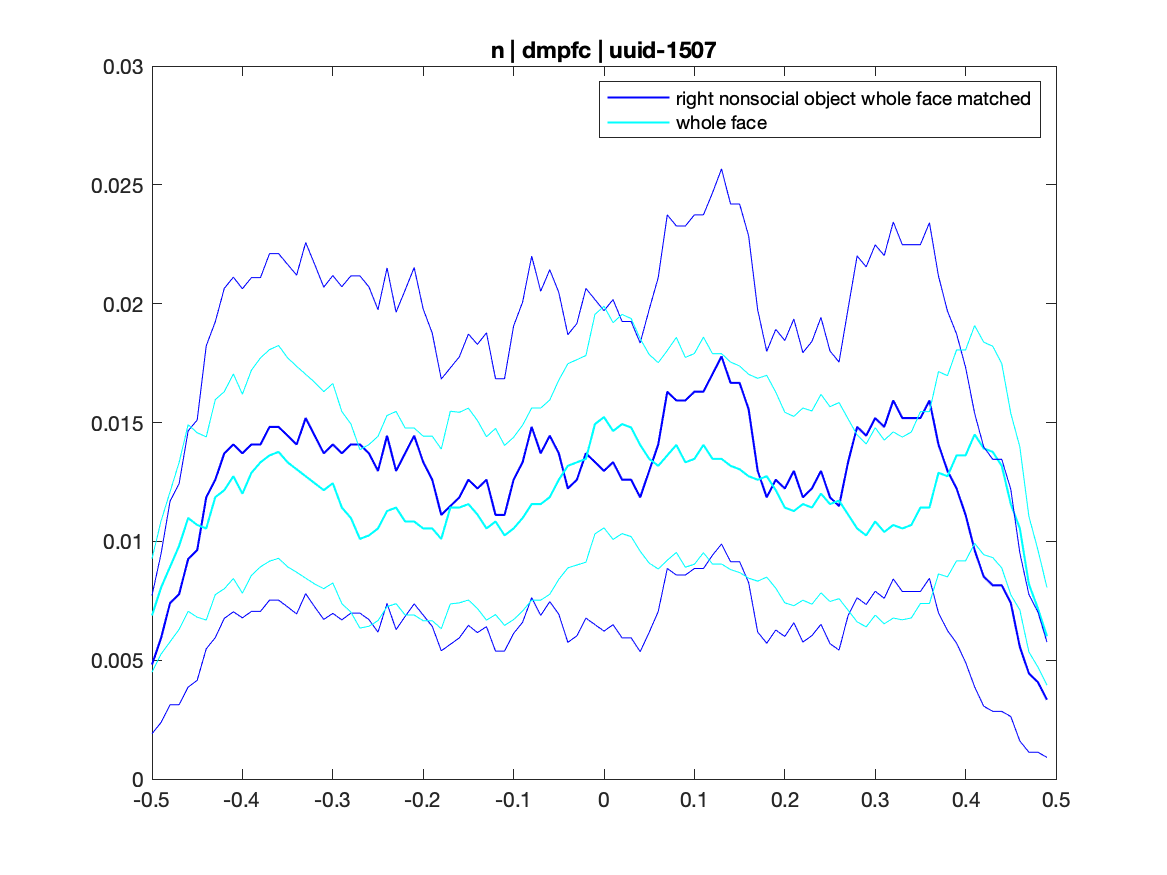 n | dmpfc | uuid-1507
right nonsocial object whole face matched
whole face
0.03
0.025
0.02
0.015
0.01
0.005
0
-0.5 -0.4 -0.3 -0.2 -0.1 0 0.1 0.2 0.3 0.4 0.5